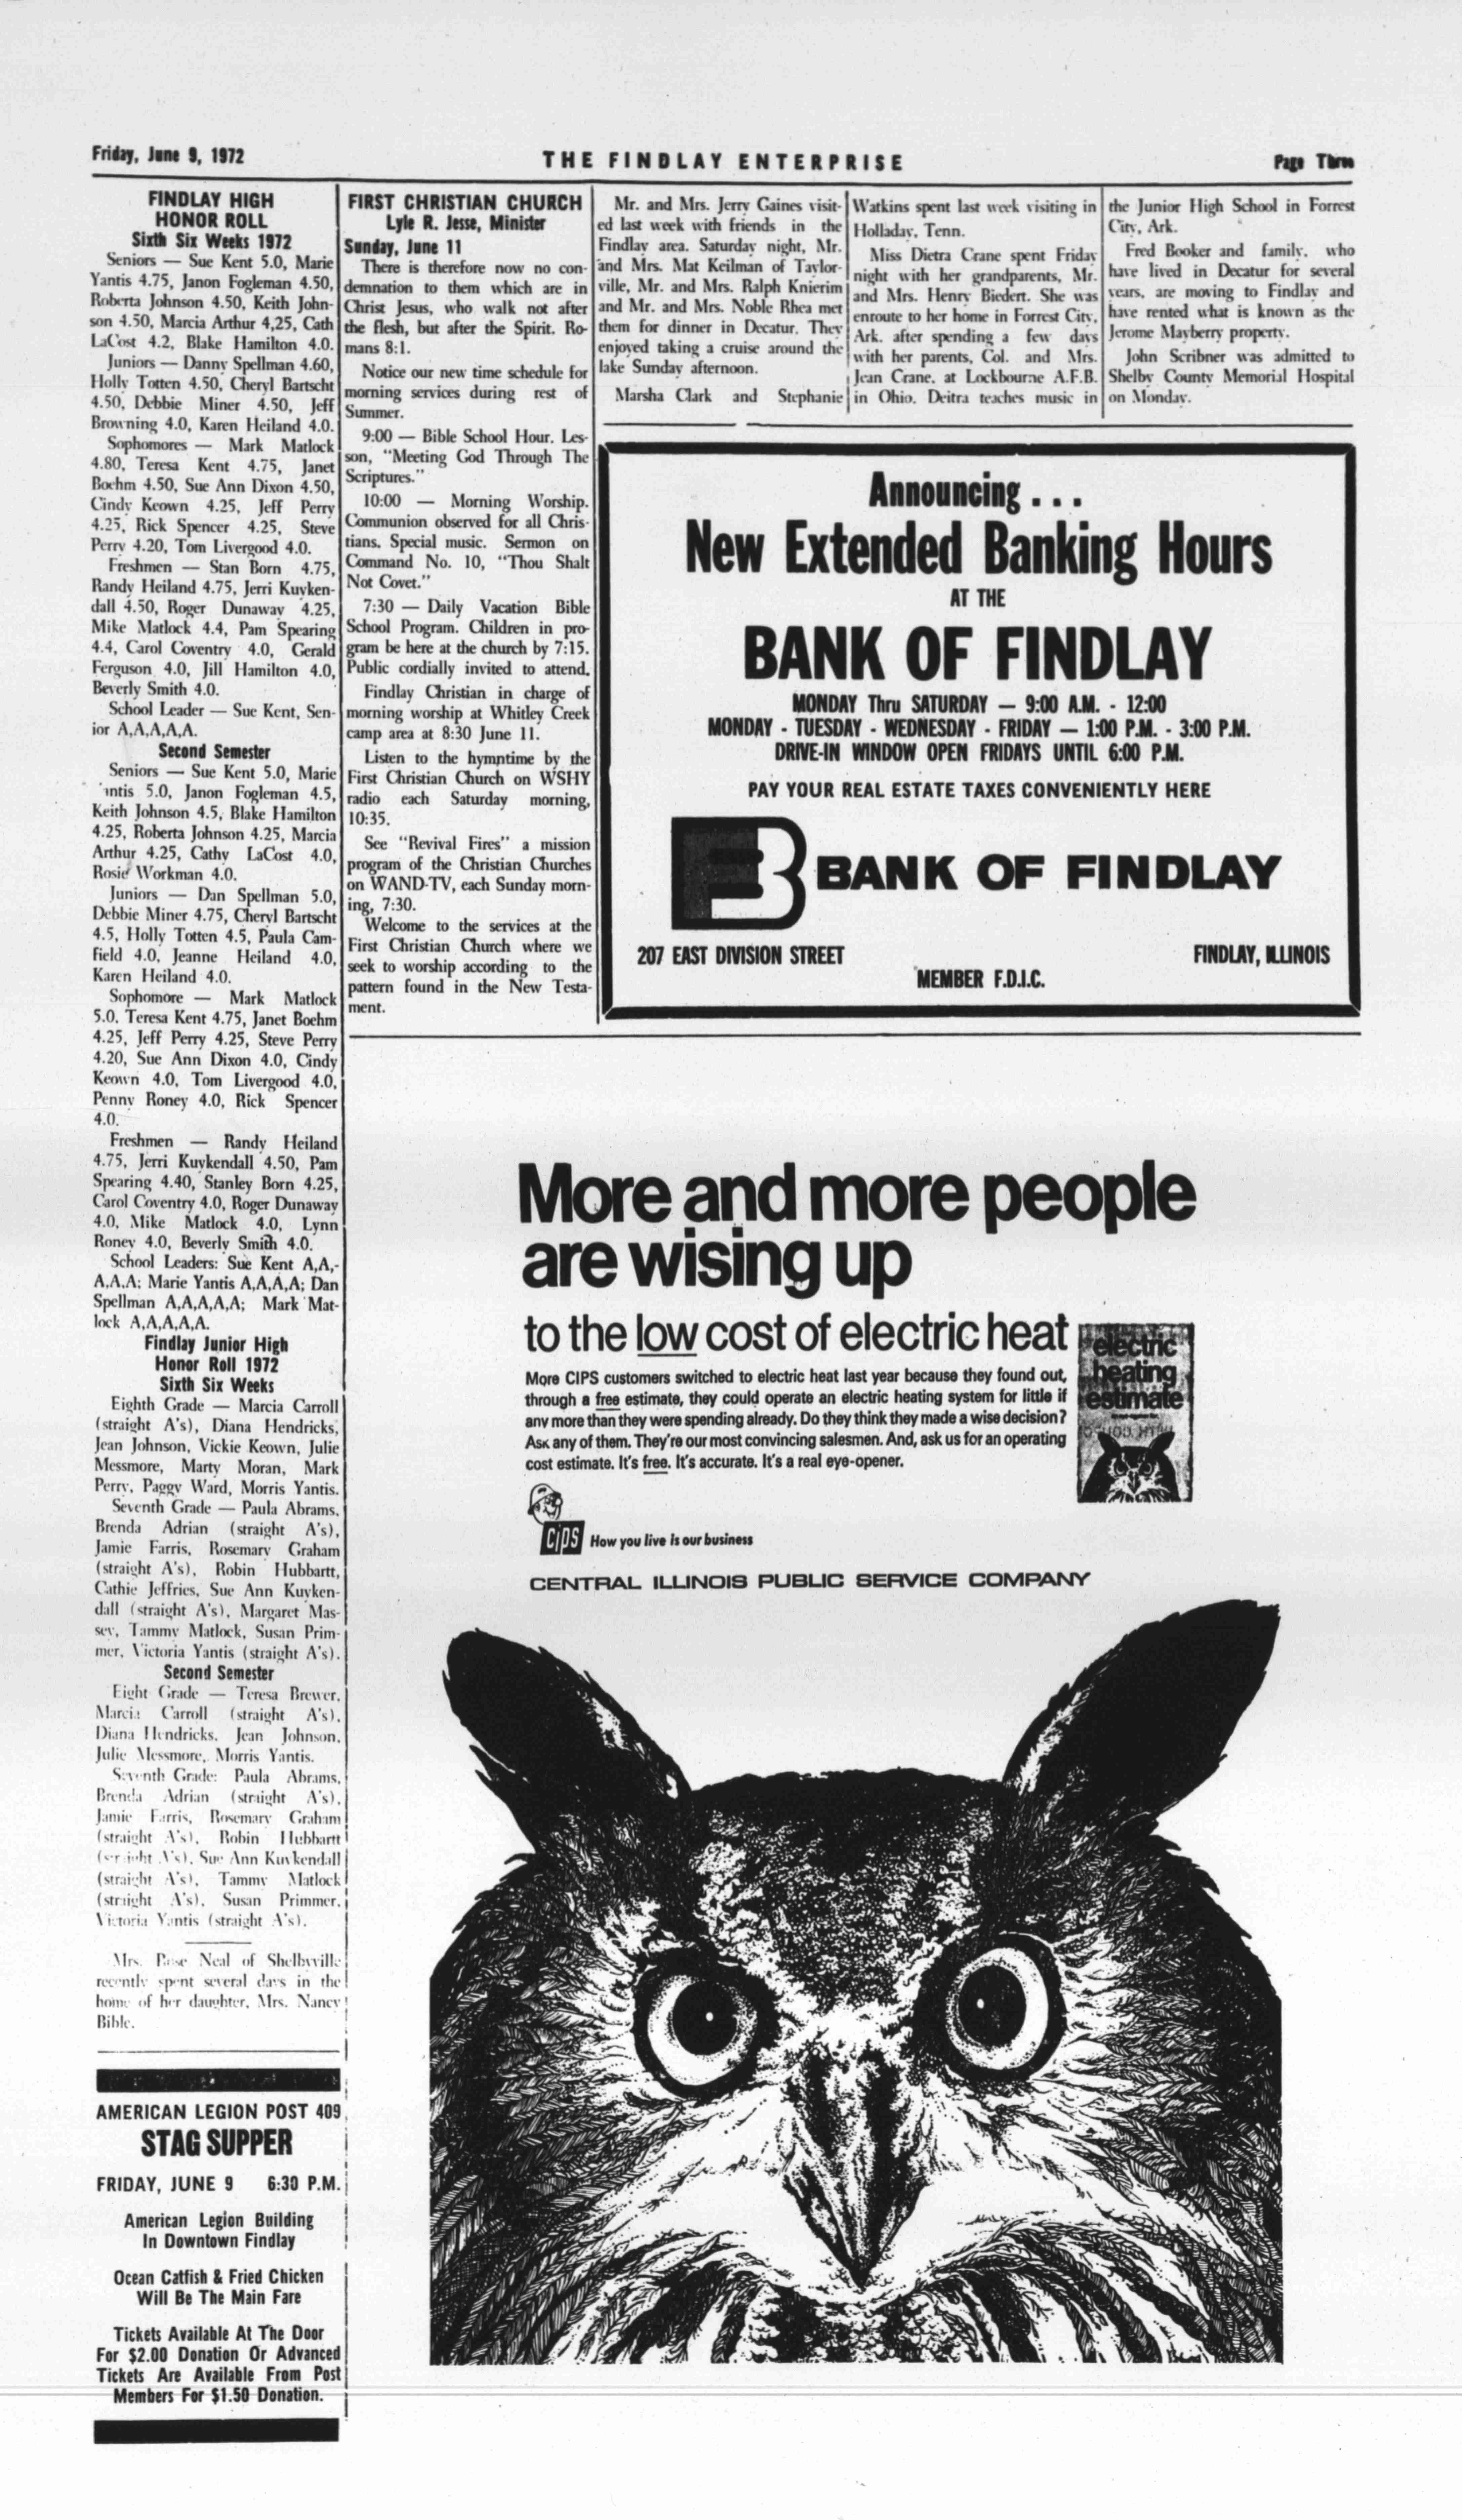 Friday, June 9, 1972
THE FINDLAY ENTERPRISE
Page Three
FINDLAY HIGH
HONOR ROLL
Sixth Six Weeks 1972
Seniors — Sue Kent 5.0, Marie
Yantis 4.75, Janon Fogleman 4.50,
Roberta Johnson 4.50, Keith John-
son 4.50, Marcia Arthur 4,25, Cath
LaCost 4.2, Blake Hamilton 4.0.
Juniors — Danny Spellman 4.60,
Holly Totten 4.50, Cheryl Bartscht
4.50, Debbie Miner 4.50, Jeff
Browning 4.0, Karen Heiland 4.0.
Sophomores — Mark Matlock
4.80, Teresa Kent 4.75, Janet
Boehm 4.50, Sue Ann Dixon 4.50,
Cindy Keown 4.25, Jeff Perry
4.25, Rick Spencer 4.25, Steve
Perry 4.20, Tom Livergood 4.0.
Freshmen — Stan Born 4.75,
Randy Heiland 4.75, Jerri Kuyken-
dall 4.50, Roger Dunaway 4.25,
Mike Matlock 4.4, Pam Spearing
4.4, Carol Coventry 4.0, Gerald
Ferguson 4.0, Jill Hamilton 4.0,
Beverly Smith 4.0.
School Leader — Sue Kent, Sen-
ior A,A,A,A,A.
Second Semester
Seniors — Sue Kent 5.0, Marie
antis 5.0, Janon Fogleman 4.5,
Keith Johnson 4.5, Blake Hamilton
4.25, Roberta Johnson 4.25, Marcia
Arthur 4.25, Cathy LaCost 4.0,
Rosie Workman 4.0.
Juniors — Dan Spellman 5.0,
Debbie Miner 4.75, Cheryl Bartscht
4.5, Holly Totten 4.5, Paula Cam-
field 4.0, Jeanne Heiland 4.0,
Karen Heiland 4.0.
Sophomore — Mark Matlock
5.0, Teresa Kent 4.75, Janet Boehm
4.25, Jeff Perry 4.25, Steve Perry
4.20, Sue Ann Dixon 4.0, Cindy
Keown 4.0, Tom Livergood 4.0,
Penny Roney 4.0, Rick Spencer
4.0.
Freshmen — Randy Heiland
4.75, Jerri Kuykendall 4.50, Pam
Spearing 4.40, Stanley Born 4.25,
Carol Coventry 4.0, Roger Dunaway
4.0, Mike Matlock 4.0, Lynn
Roney 4.0, Beverly Smith 4.0.
School Leaders: Sue Kent A,A,-
A,A,A; Marie Yantis A,A,A,A; Dan
Spellman A,A,A,A,A; Mark Mat-
lock A,A,A,A,A.
Findlay Junior High
Honor Roll 1972
Sixth Six Weeks
Eighth Grade — Marcia Carroll
(straight A's), Diana Hendricks,
Jean Johnson, Vickie Keown, Julie
Messmore, Marty Moran, Mark
Perry, Paggy Ward, Morris Yantis.
Seventh Grade — Paula Abrams,
Brenda Adrian (straight A's),
Jamie Farris, Rosemary Graham
(straight A's), Robin Hubbartt,
Cathie Jeffries, Sue Ann Kuyken-
dall (straight A's), Margaret Mas-
sey, Tammy Matlock, Susan Prim-
mer, Victoria Yantis (straight A's).
Second Semester
Eight Grade — Teresa Brewer,
Marcia Carroll (straight A's),
Diana Hendricks, Jean Johnson,
Julie Messmore, Morris Yantis.
Seventh Grade: Paula Abrams,
Brenda Adrian (straight A's),
Jamie Farris, Rosemary Graham
(straight A's), Robin Hubbartt
(straight A's), Sue Ann Kuykendall
(straight A's), Tammy Matlock
(straight A's), Susan Primmer,
Victoria Yantis (straight A's).
Mrs. Rose Neal of Shelbyville
recently spent several days in the
home of her daughter, Mrs. Nancy
Bible.
AMERICAN LEGION POST 409
STAG SUPPER
FRIDAY, JUNE 9 6:30 P.M.
American Legion Building
In Downtown Findlay
Ocean Catfish & Fried Chicken
Will Be The Main Fare
Tickets Available At The Door
For $2.00 Donation Or Advanced
Tickets Are Available From Post
Members For $1.50 Donation.
FIRST CHRISTIAN CHURCH
Lyle R. Jesse, Minister
Sunday, June 11
There is therefore now no con-
demnation to them which are in
Christ Jesus, who walk not after
the flesh, but after the Spirit. Ro-
mans 8:1.
Notice our new time schedule for
morning services during rest of
Summer.
9:00 — Bible School Hour. Les-
son, "Meeting God Through The
Scriptures."
10:00 — Morning Worship.
Communion observed for all Chris-
tians. Special music. Sermon on
Command No. 10, "Thou Shalt
Not Covet."
7:30 — Daily Vacation Bible
School Program. Children in pro-
gram be here at the church by 7:15.
Public cordially invited to attend.
Findlay Christian in charge of
morning worship at Whitley Creek
camp area at 8:30 June 11.
Listen to the hymntime by the
First Christian Church on WSHY
radio each Saturday morning,
10:35.
See "Revival Fires" a mission
program of the Christian Churches
on WAND-TV, each Sunday morn-
ing, 7:30.
Welcome to the services at the
First Christian Church where we
seek to worship according to the
pattern found in the New Testa-
ment.
Mr. and Mrs. Jerry Gaines visit-
ed last week with friends in the
Findlay area. Saturday night, Mr.
and Mrs. Mat Keilman of Taylor-
ville, Mr. and Mrs. Ralph Knierim
and Mr. and Mrs. Noble Rhea met
them for dinner in Decatur. They
enjoyed taking a cruise around the
lake Sunday afternoon.
Marsha Clark and Stephanie
Watkins spent last week visiting in
Holladay, Tenn.
Miss Dietra Crane spent Friday
night with her grandparents, Mr.
and Mrs. Henry Biedert. She was
enroute to her home in Forrest City,
Ark. after spending a few days
with her parents, Col. and Mrs.
Jean Crane, at Lockbourne A.F.B.
in Ohio. Deitra teaches music in
the Junior High School in Forrest
City, Ark.
Fred Booker and family, who
have lived in Decatur for several
years, are moving to Findlay and
have rented what is known as the
Jerome Mayberry property.
John Scribner was admitted to
Shelby County Memorial Hospital
on Monday.
Announcing . . .
New Extended Banking Hours
AT THE
BANK OF FINDLAY
MONDAY Thru SATURDAY — 9:00 A.M. - 12:00
MONDAY - TUESDAY - WEDNESDAY - FRIDAY — 1:00 P.M. - 3:00 P.M.
DRIVE-IN WINDOW OPEN FRIDAYS UNTIL 6:00 P.M.
PAY YOUR REAL ESTATE TAXES CONVENIENTLY HERE
BANK OF FINDLAY
207 EAST DIVISION STREET
FINDLAY, ILLINOIS
MEMBER F.D.I.C.
More and more people
are wising up
to the low cost of electric heat
More CIPS customers switched to electric heat last year because they found out,
through a free estimate, they could operate an electric heating system for little if
any more than they were spending already. Do they think they made a wise decision?
Ask any of them. They're our most convincing salesmen. And, ask us for an operating
cost estimate. It's free. It's accurate. It's a real eye-opener.
electric
heating
estimate
cips How you live is our business
CENTRAL ILLINOIS PUBLIC SERVICE COMPANY